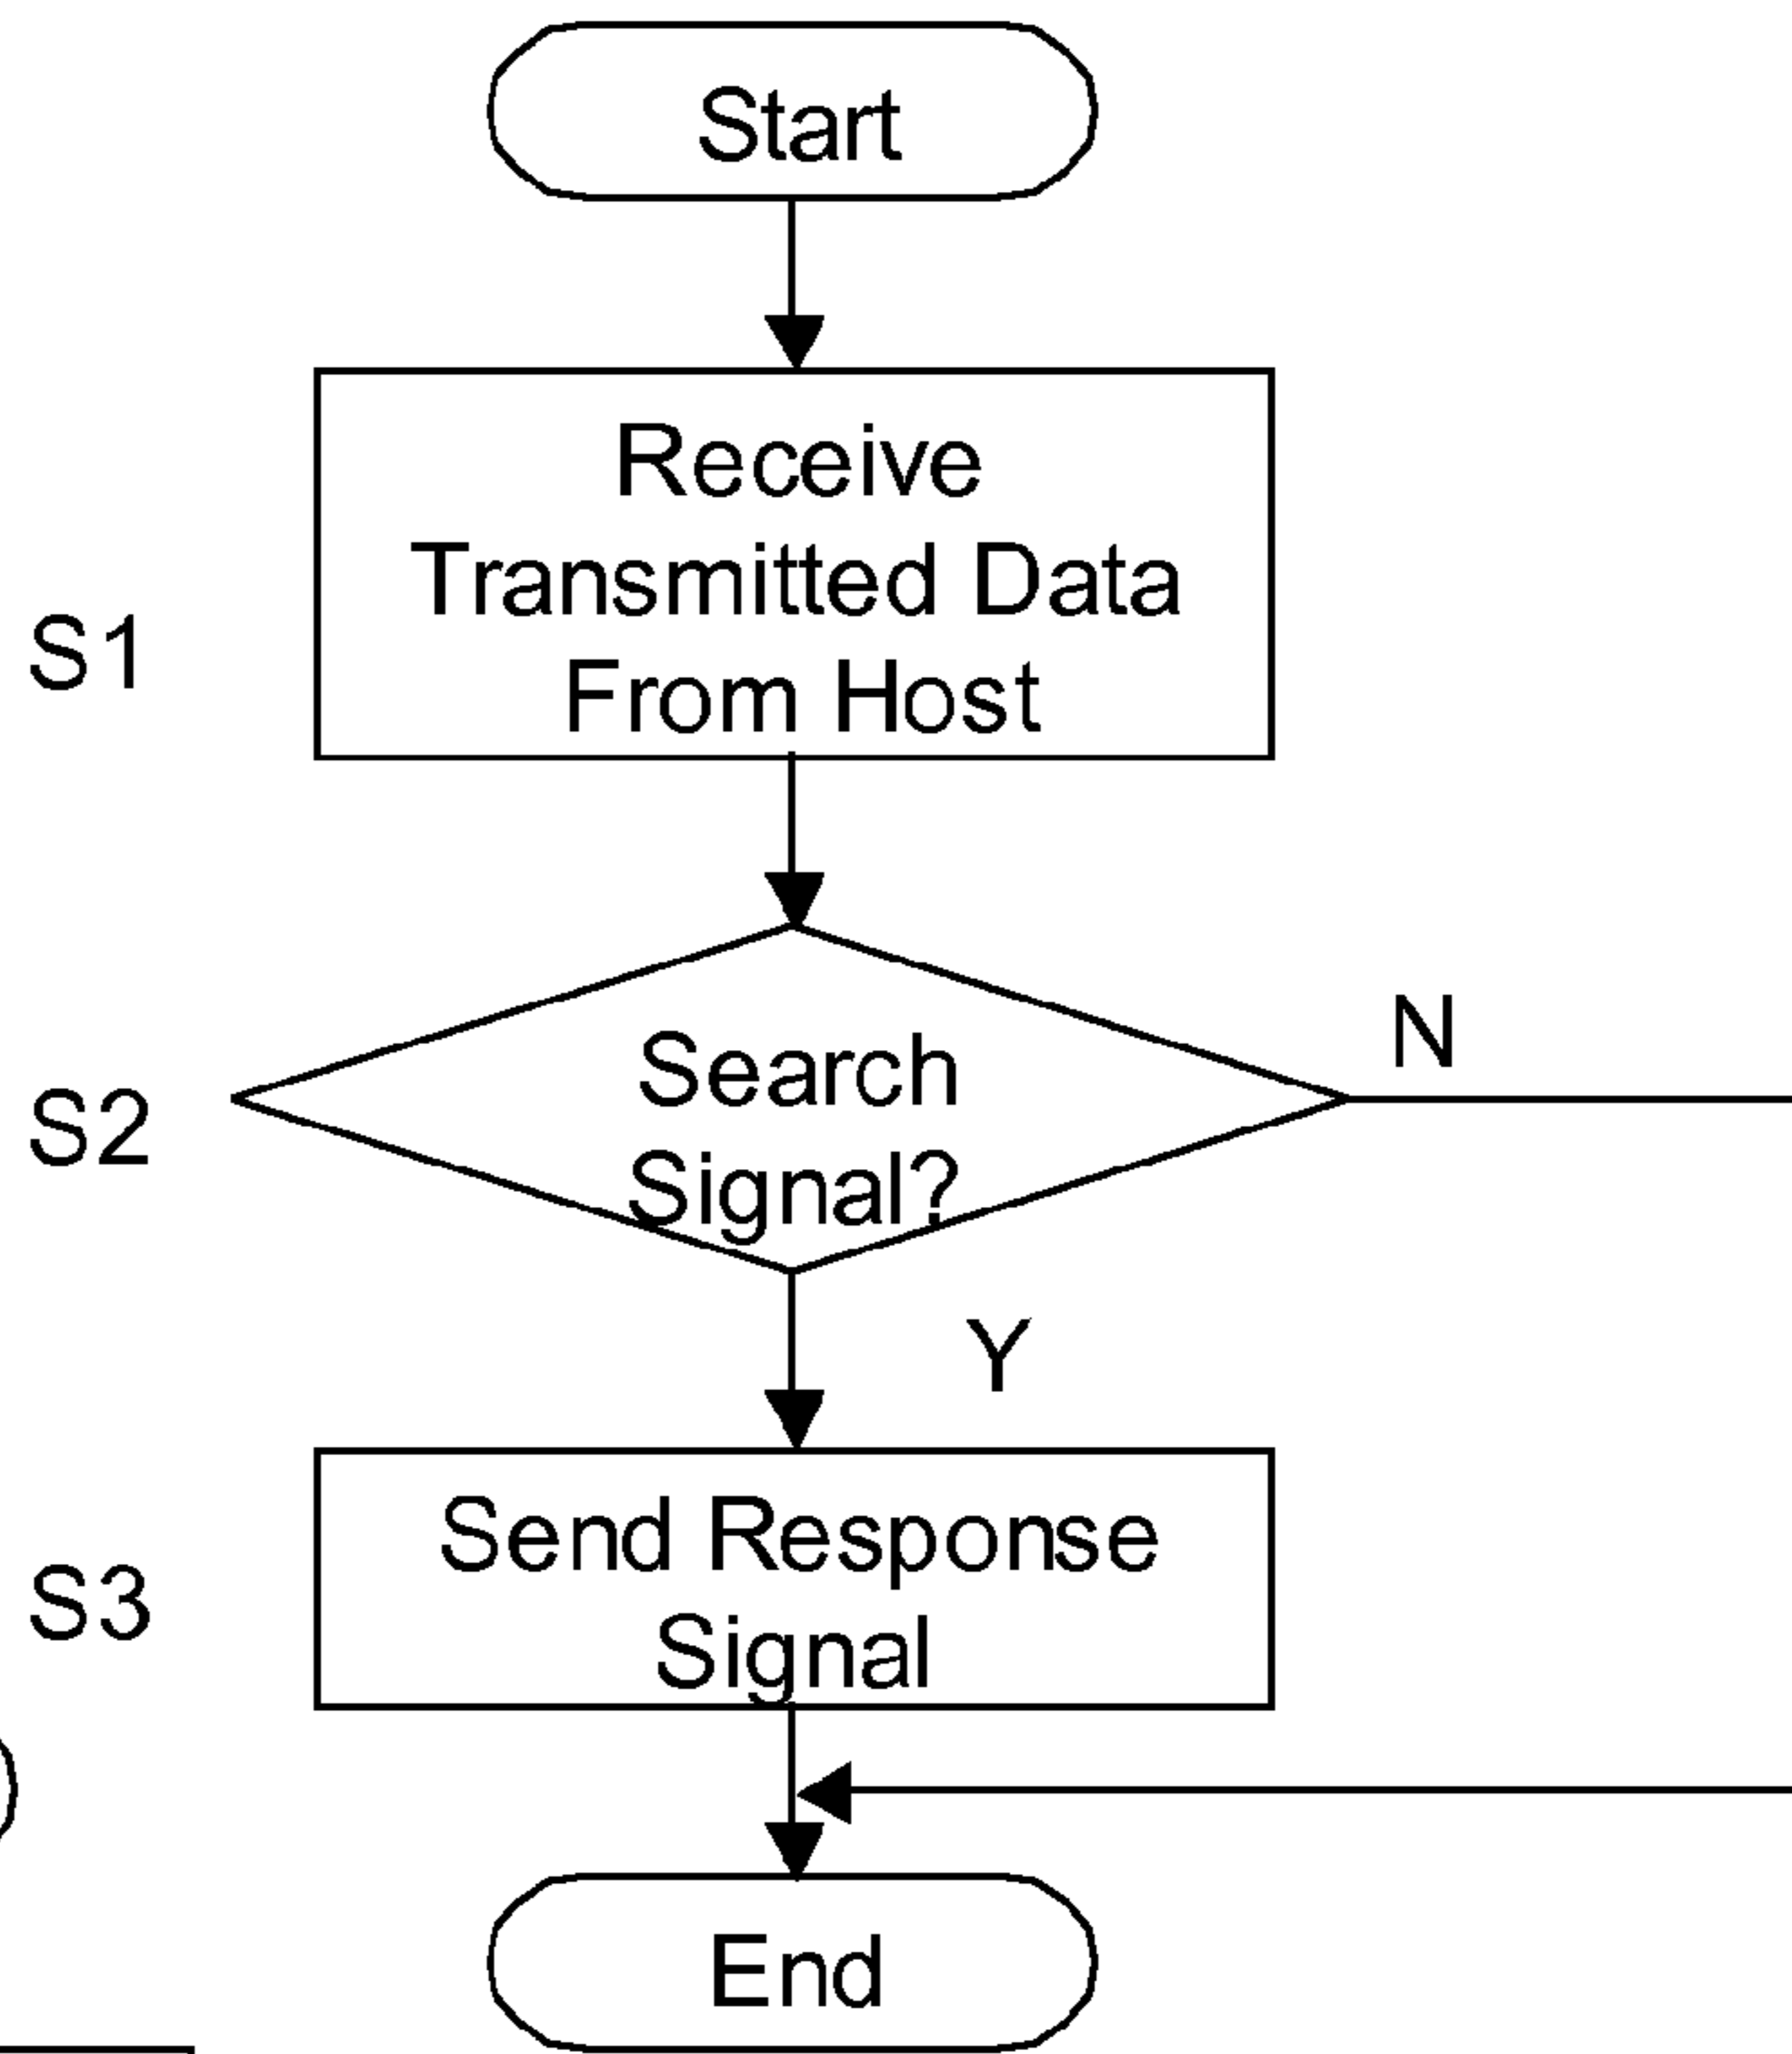 Start
Receive
Transmitted Data
From Host
S1
Search
Signal?
N
S2
Y
Send Response
Signal
S3
End